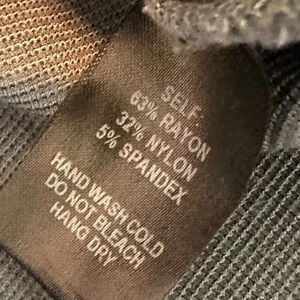 SELF:
63% RAYON
32% NYLON
5% SPANDEX
HAND WASH COLD
DO NOT BLEACH
HANG DRY